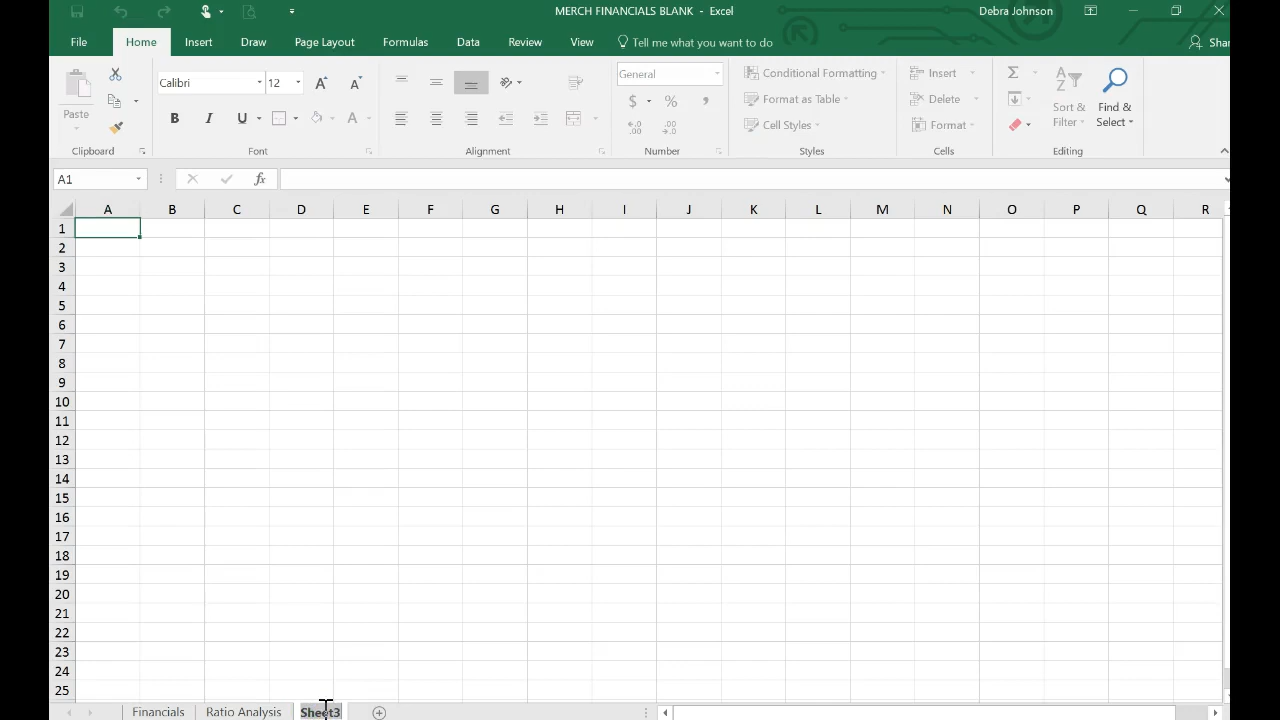 MERCH FINANCIALS BLANK - Excel
Debra Johnson
File Home Insert Draw Page Layout Formulas Data Review View Tell me what you want to do Shar
Paste
Clipboard
Calibri 12
B I U A
Font
Alignment
General
$ % ,
Number
Conditional Formatting
Format as Table
Cell Styles
Styles
Insert
Delete
Format
Cells
Sort & Filter
Find & Select
Editing
A1 fx
A B C D E F G H I J K L M N O P Q R
1
2
3
4
5
6
7
8
9
10
11
12
13
14
15
16
17
18
19
20
21
22
23
24
25
Financials Ratio Analysis Sheet3